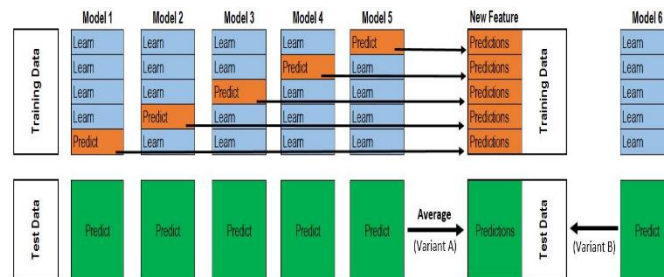 Model 1 Model 2 Model 3 Model 4 Model 5 New Feature Model 6
Training Data
Learn Learn Learn Learn Predict Predictions Learn
Learn Learn Learn Predict Learn Predictions Learn
Learn Learn Predict Learn Learn Predictions Learn
Learn Predict Learn Learn Learn Predictions Learn
Predict Learn Learn Learn Learn Predictions Learn
Training Data
Test Data
Predict Predict Predict Predict Predict
Average
(Variant A)
Predictions
Test Data
(Variant B)
Predict